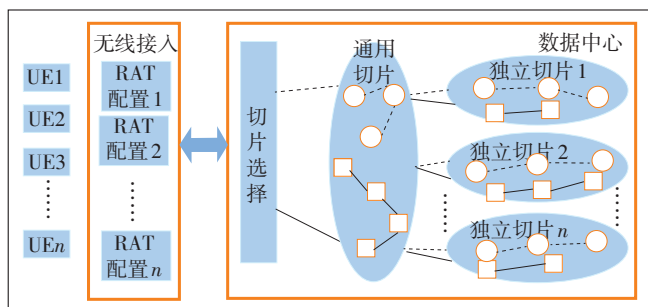 UE1
UE2
UE3
UEn
无线接入
RAT
配置1
RAT
配置2
RAT
配置n
切
片
选
择
通用
切片
数据中心
独立切片1
独立切片2
独立切片n